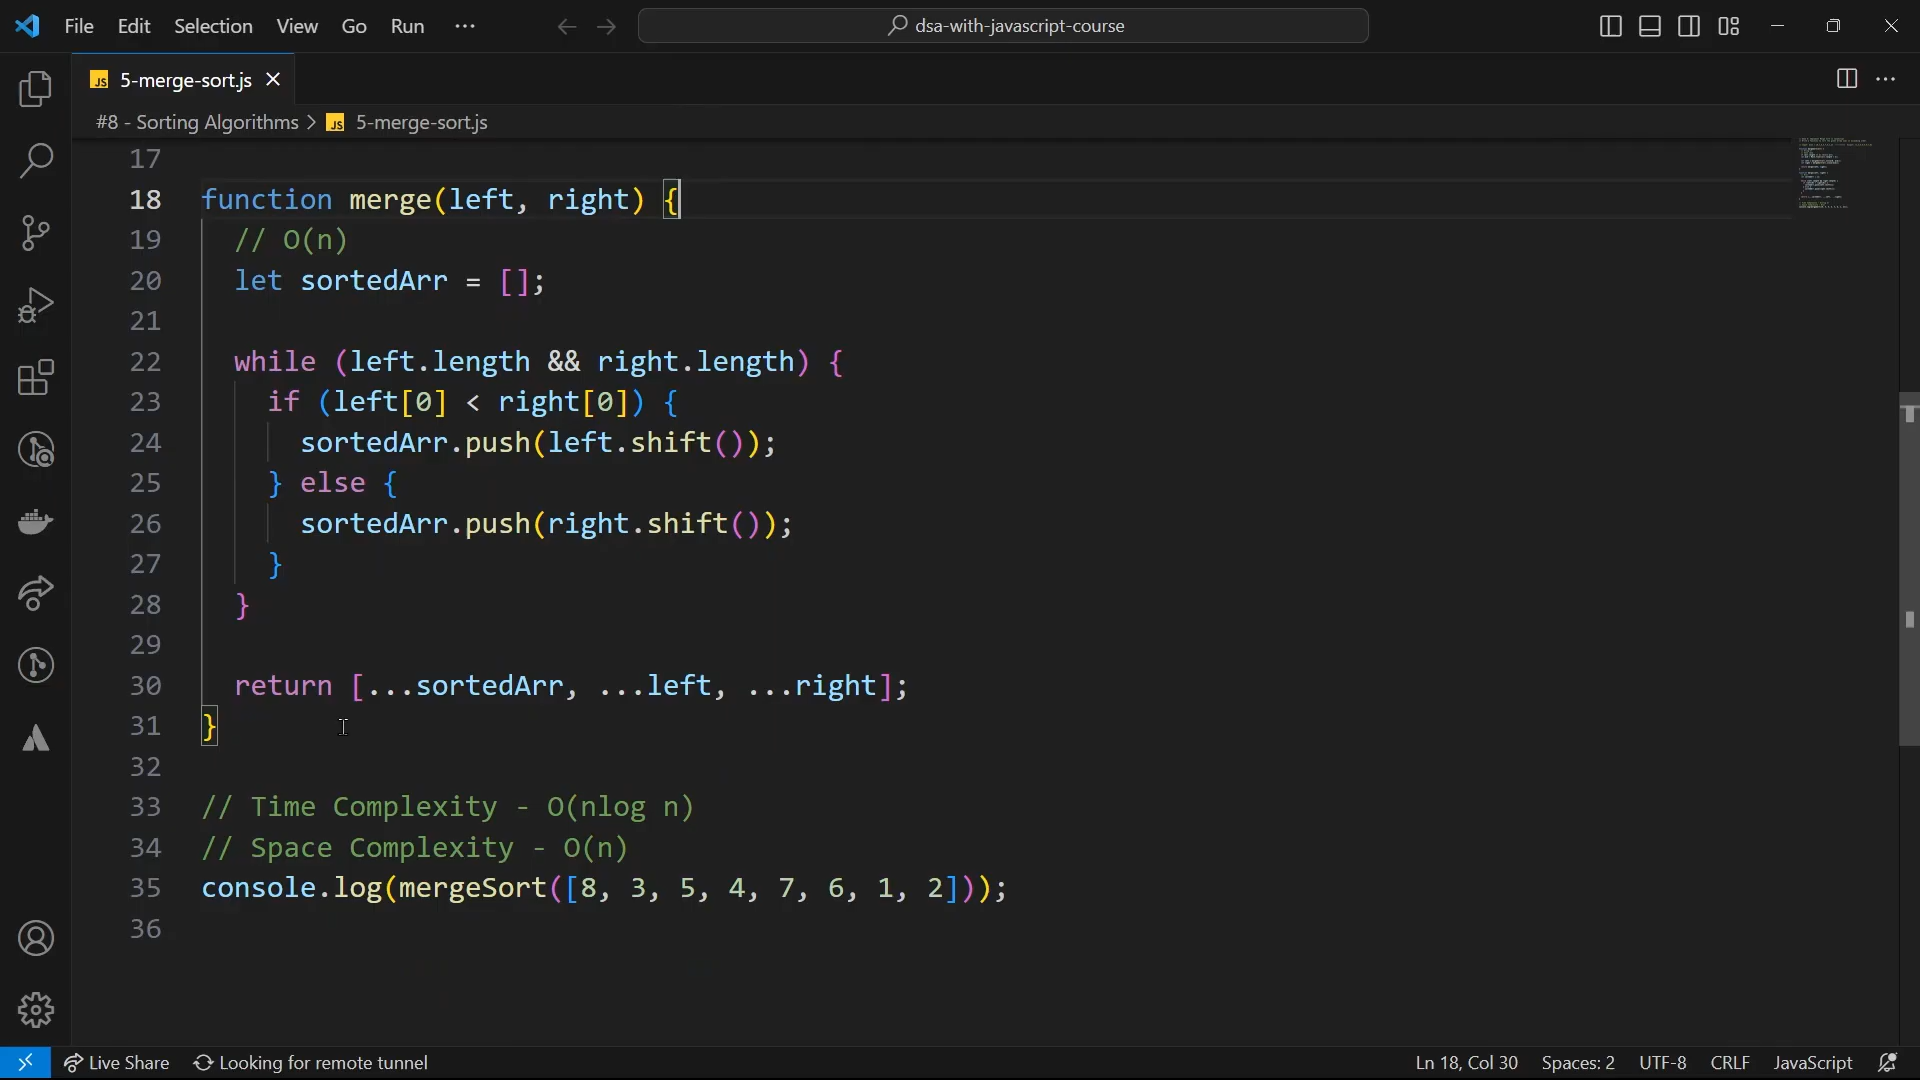 File Edit Selection View Go Run ··· dsa-with-javascript-course
JS 5-merge-sort.js
#8 - Sorting Algorithms > JS 5-merge-sort.js
17
18 function merge(left, right) {
19 // O(n)
20 let sortedArr = [];
21
22 while (left.length && right.length) {
23 if (left[0] < right[0]) {
24 sortedArr.push(left.shift());
25 } else {
26 sortedArr.push(right.shift());
27 }
28 }
29
30 return [...sortedArr, ...left, ...right];
31 }
32
33 // Time Complexity - O(nlog n)
34 // Space Complexity - O(n)
35 console.log(mergeSort([8, 3, 5, 4, 7, 6, 1, 2]));
36
Live Share Looking for remote tunnel Ln 18, Col 30 Spaces: 2 UTF-8 CRLF JavaScript